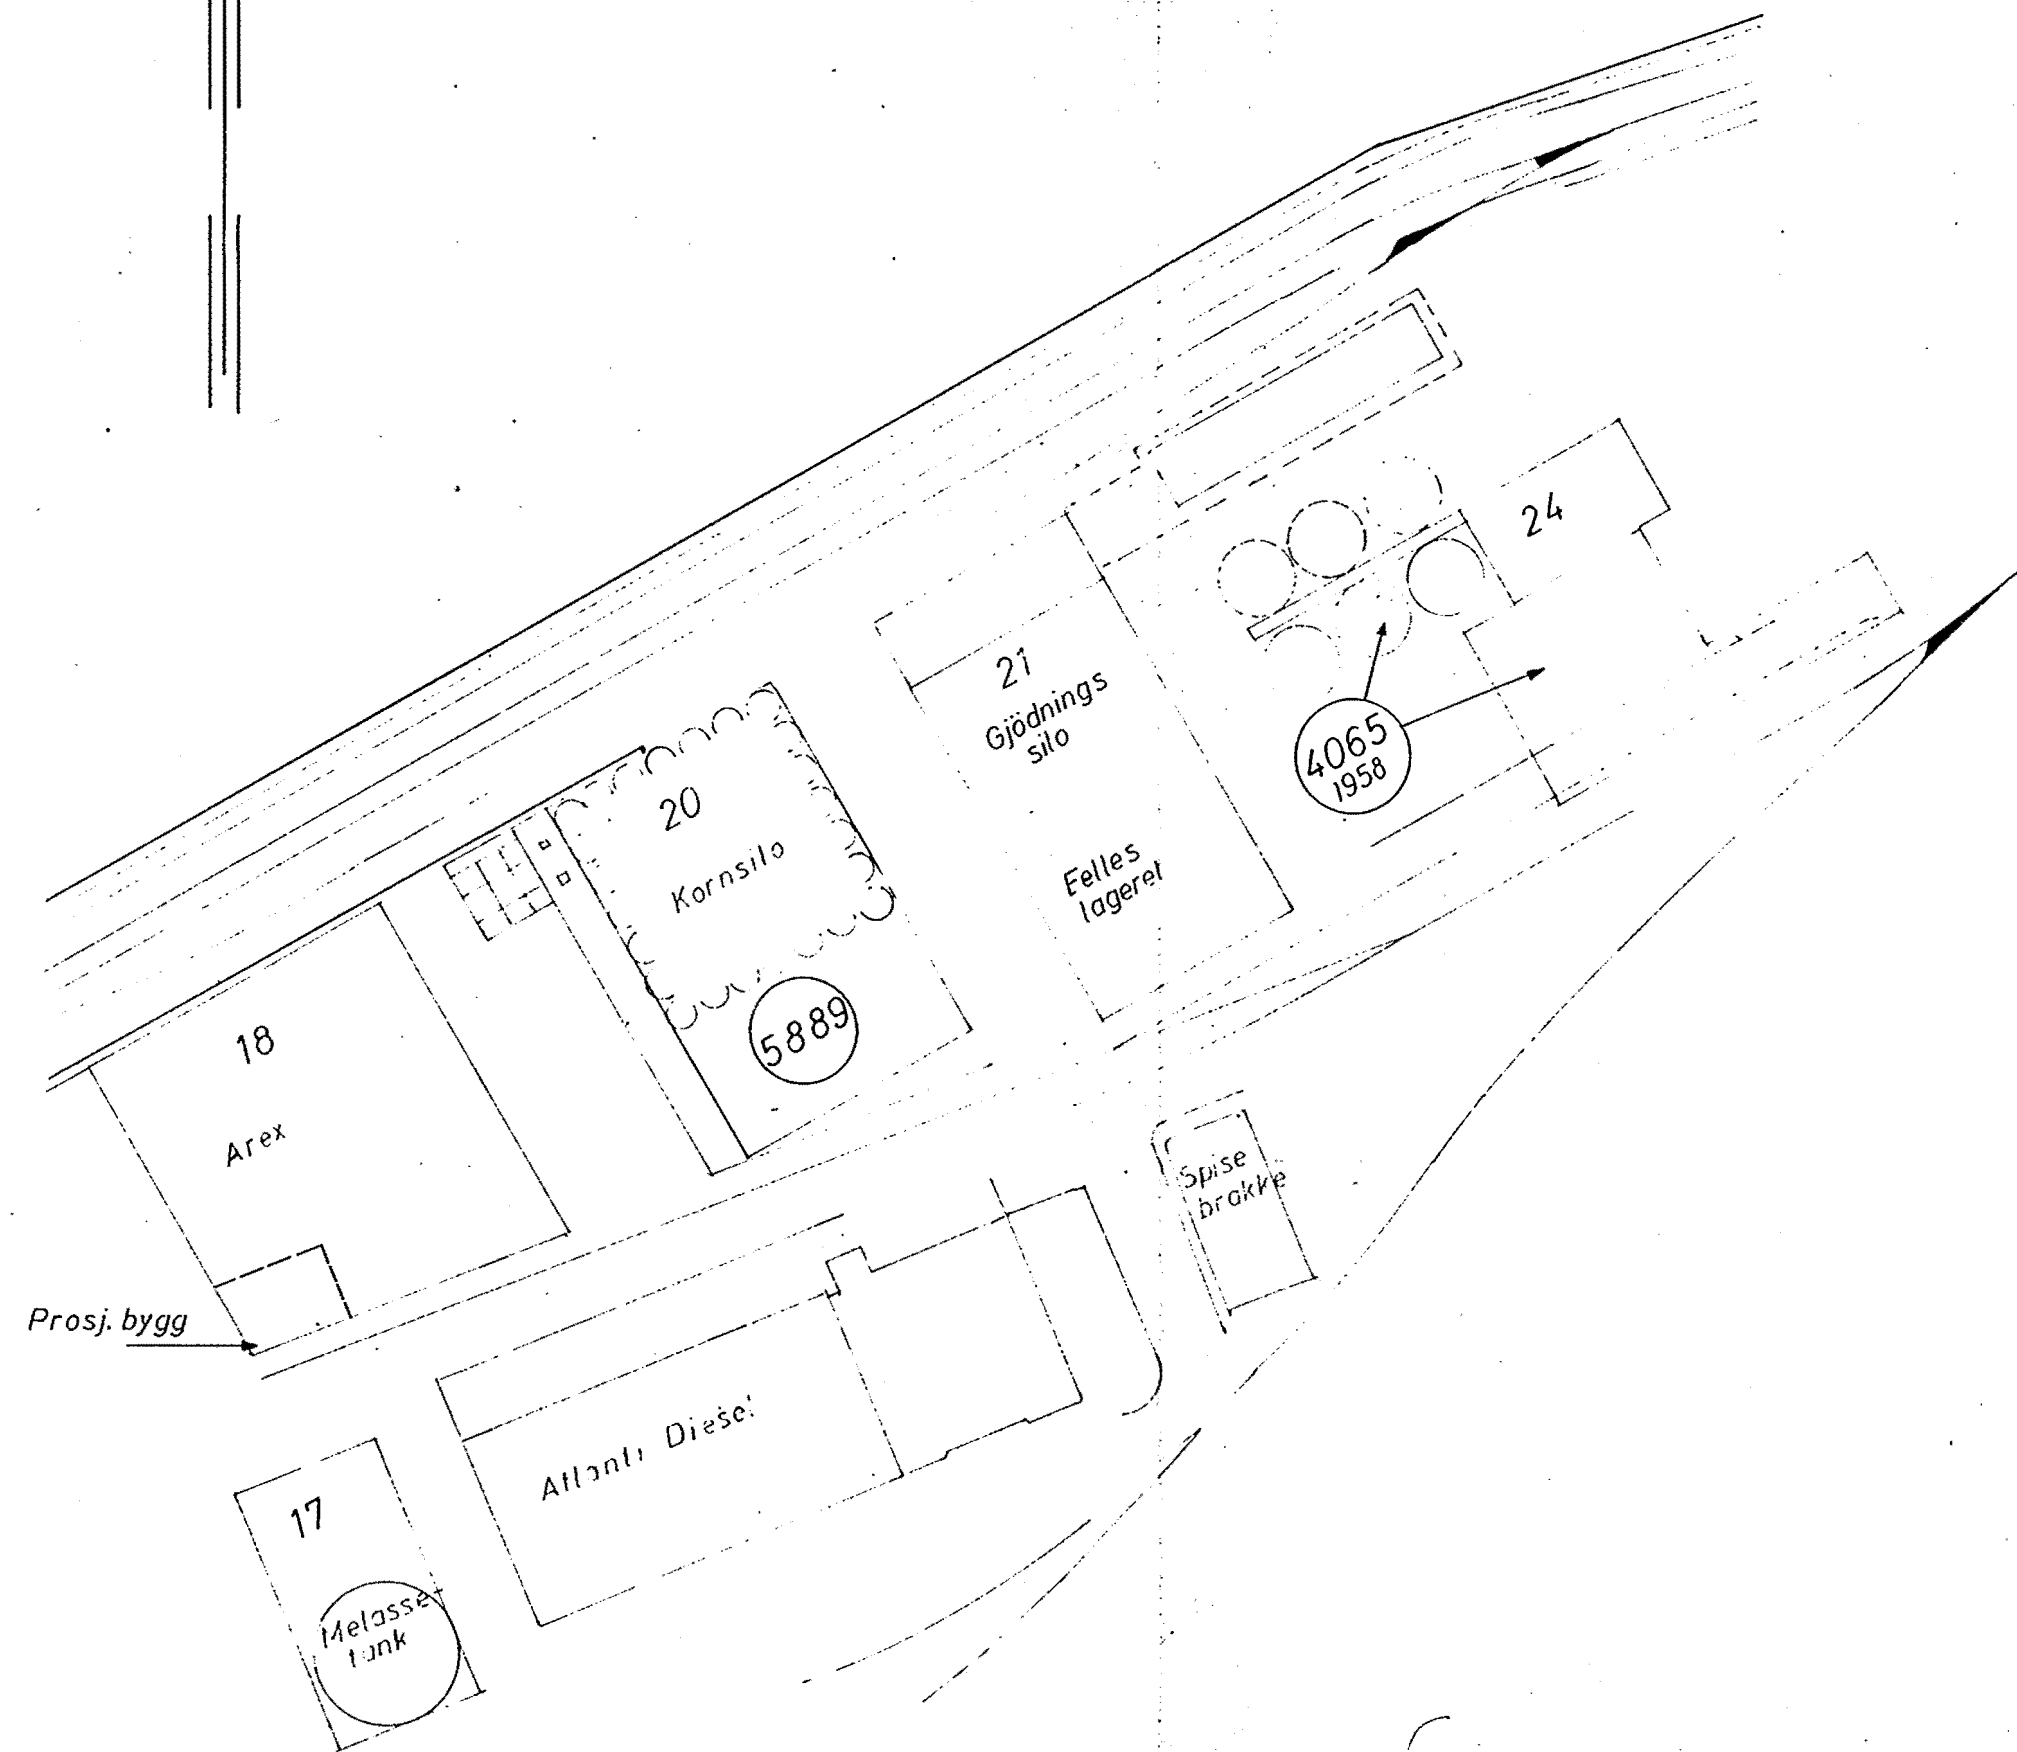 24
21
Gjödnings
silo
4065
1958
20
Kornsilo
Felles
lageret
5889
18
Arex
Spise
brakke
Prosj. bygg
Atlanti Diesel
17
Melasse-
tank